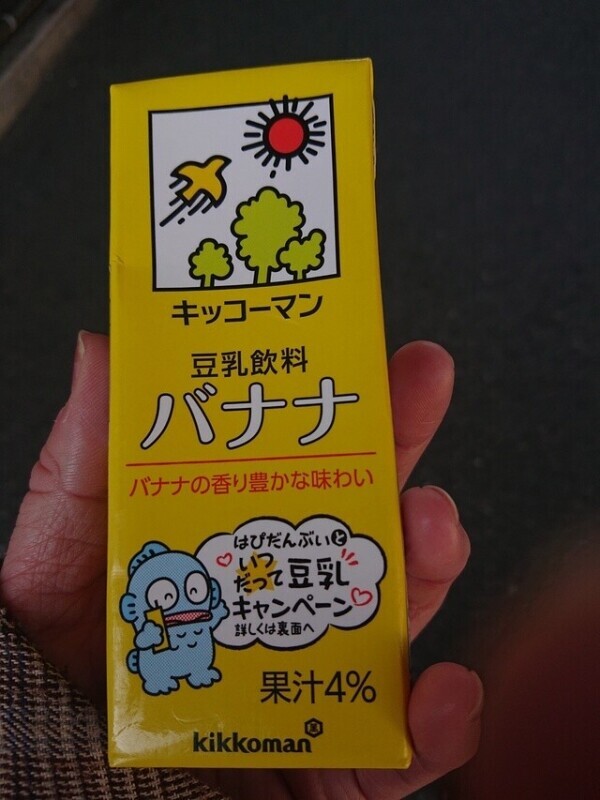 キッコーマン
豆乳飲料
バナナ
バナナの香り豊かな味わい
はぴだんぶいと
いつ
だって豆乳
キャンペーン
詳しくは裏面へ
果汁4%
kikkoman